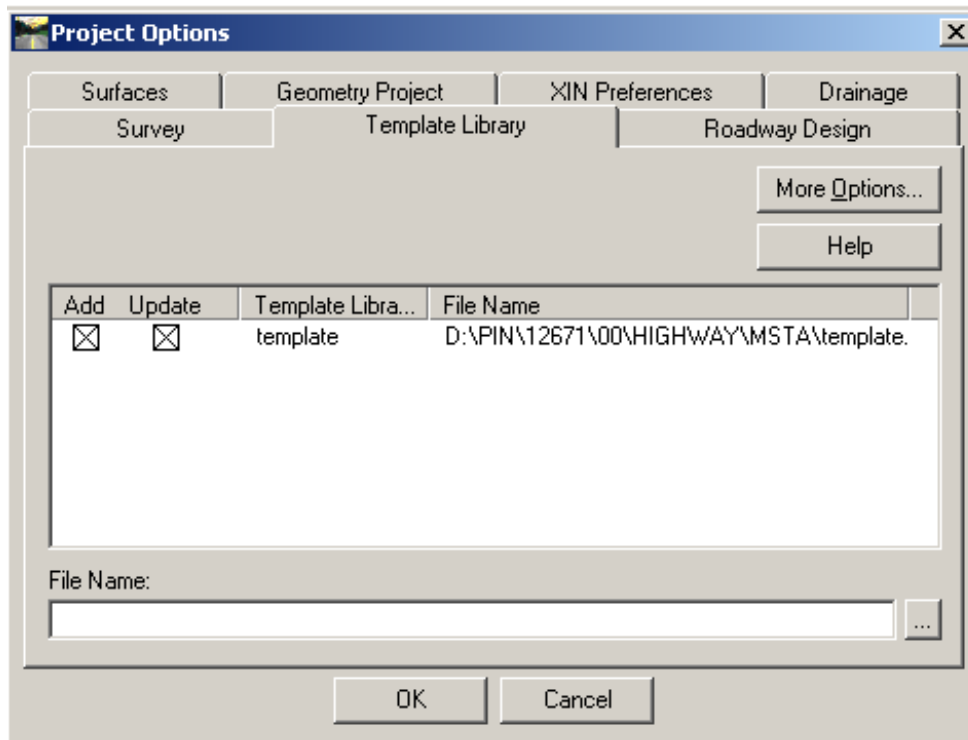 Project Options
Surfaces Geometry Project XIN Preferences Drainage
Survey Template Library Roadway Design
More Options...
Help
Add Update Template Libra... File Name
template D:\PIN\12671\00\HIGHWAY\MSTA\template.
File Name:
...
OK Cancel